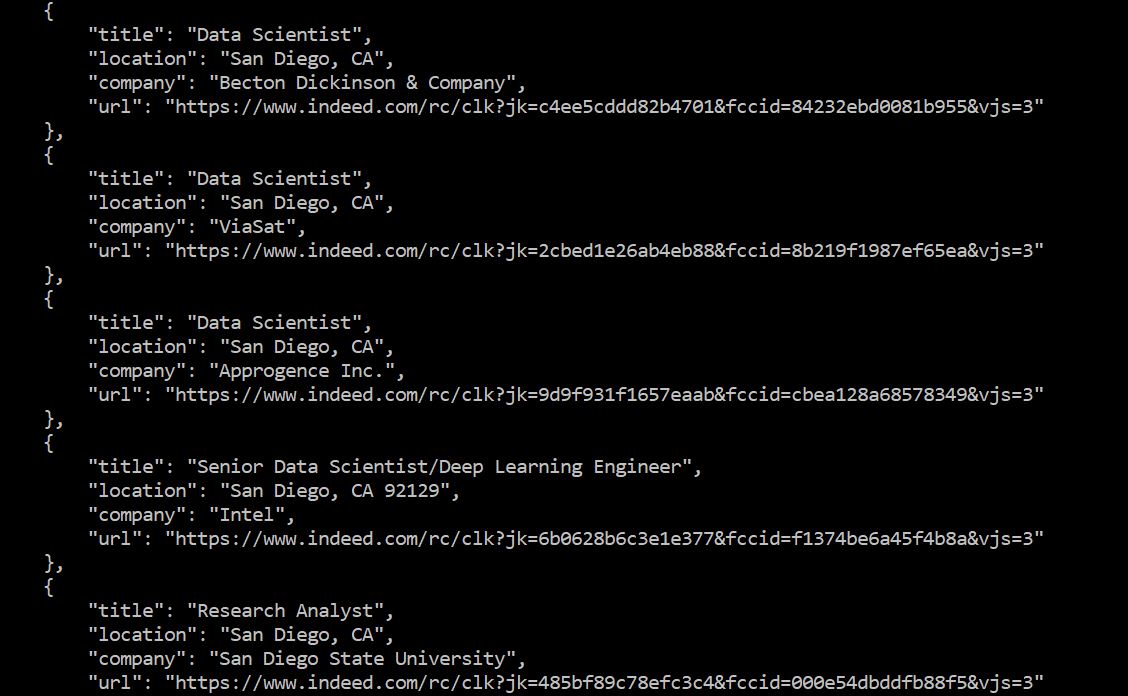 {
"title": "Data Scientist",
"location": "San Diego, CA",
"company": "Becton Dickinson & Company",
"url": "https://www.indeed.com/rc/clk?jk=c4ee5cddd82b4701&fccid=84232ebd0081b955&vjs=3"
},
{
"title": "Data Scientist",
"location": "San Diego, CA",
"company": "ViaSat",
"url": "https://www.indeed.com/rc/clk?jk=2cbed1e26ab4eb88&fccid=8b219f1987ef65ea&vjs=3"
},
{
"title": "Data Scientist",
"location": "San Diego, CA",
"company": "Approgence Inc.",
"url": "https://www.indeed.com/rc/clk?jk=9d9f931f1657eaab&fccid=cbea128a68578349&vjs=3"
},
{
"title": "Senior Data Scientist/Deep Learning Engineer",
"location": "San Diego, CA 92129",
"company": "Intel",
"url": "https://www.indeed.com/rc/clk?jk=6b0628b6c3e1e377&fccid=f1374be6a45f4b8a&vjs=3"
},
{
"title": "Research Analyst",
"location": "San Diego, CA",
"company": "San Diego State University",
"url": "https://www.indeed.com/rc/clk?jk=485bf89c78efc3c4&fccid=000e54dbddfb88f5&vjs=3"